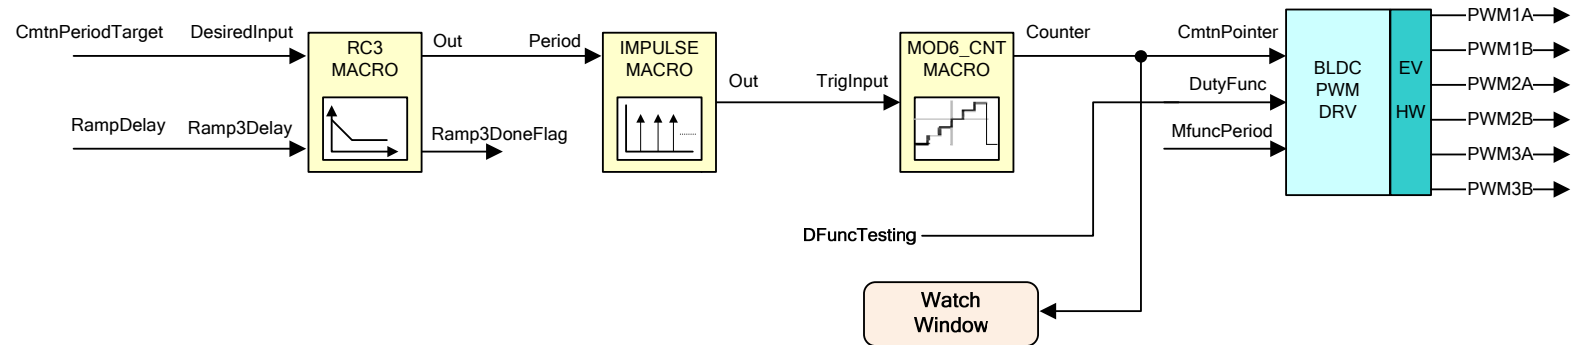 CmtnPeriodTarget
DesiredInput
RampDelay
Ramp3Delay
RC3
MACRO
Out
Ramp3DoneFlag
Period
IMPULSE
MACRO
Out
TrigInput
MOD6_CNT
MACRO
Counter
CmtnPointer
DutyFunc
MfuncPeriod
DFuncTesting
BLDC
PWM
DRV
EV
HW
PWM1A
PWM1B
PWM2A
PWM2B
PWM3A
PWM3B
Watch
Window